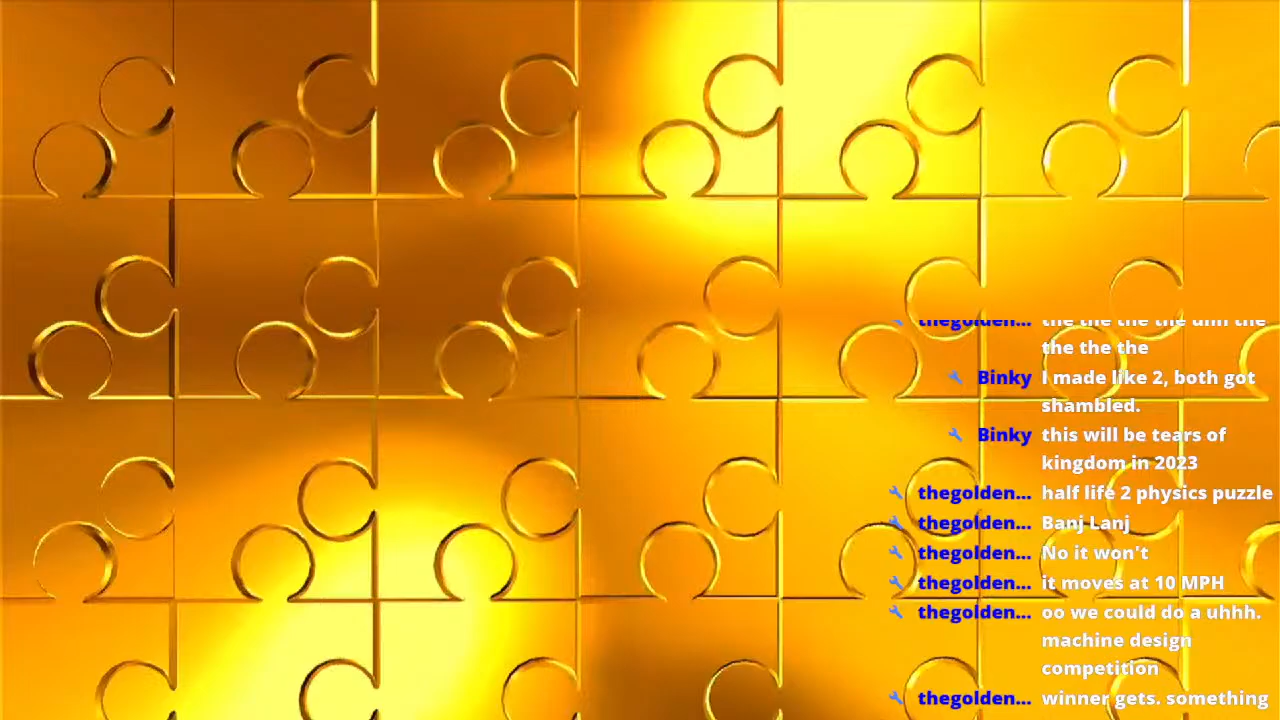 thegolden... the the the the uhh the
the the the
Binky I made like 2, both got
shambled.
Binky this will be tears of
kingdom in 2023
thegolden... half life 2 physics puzzle
thegolden... Banj Lanj
thegolden... No it won't
thegolden... it moves at 10 MPH
thegolden... oo we could do a uhhh.
machine design
competition
thegolden... winner gets. something